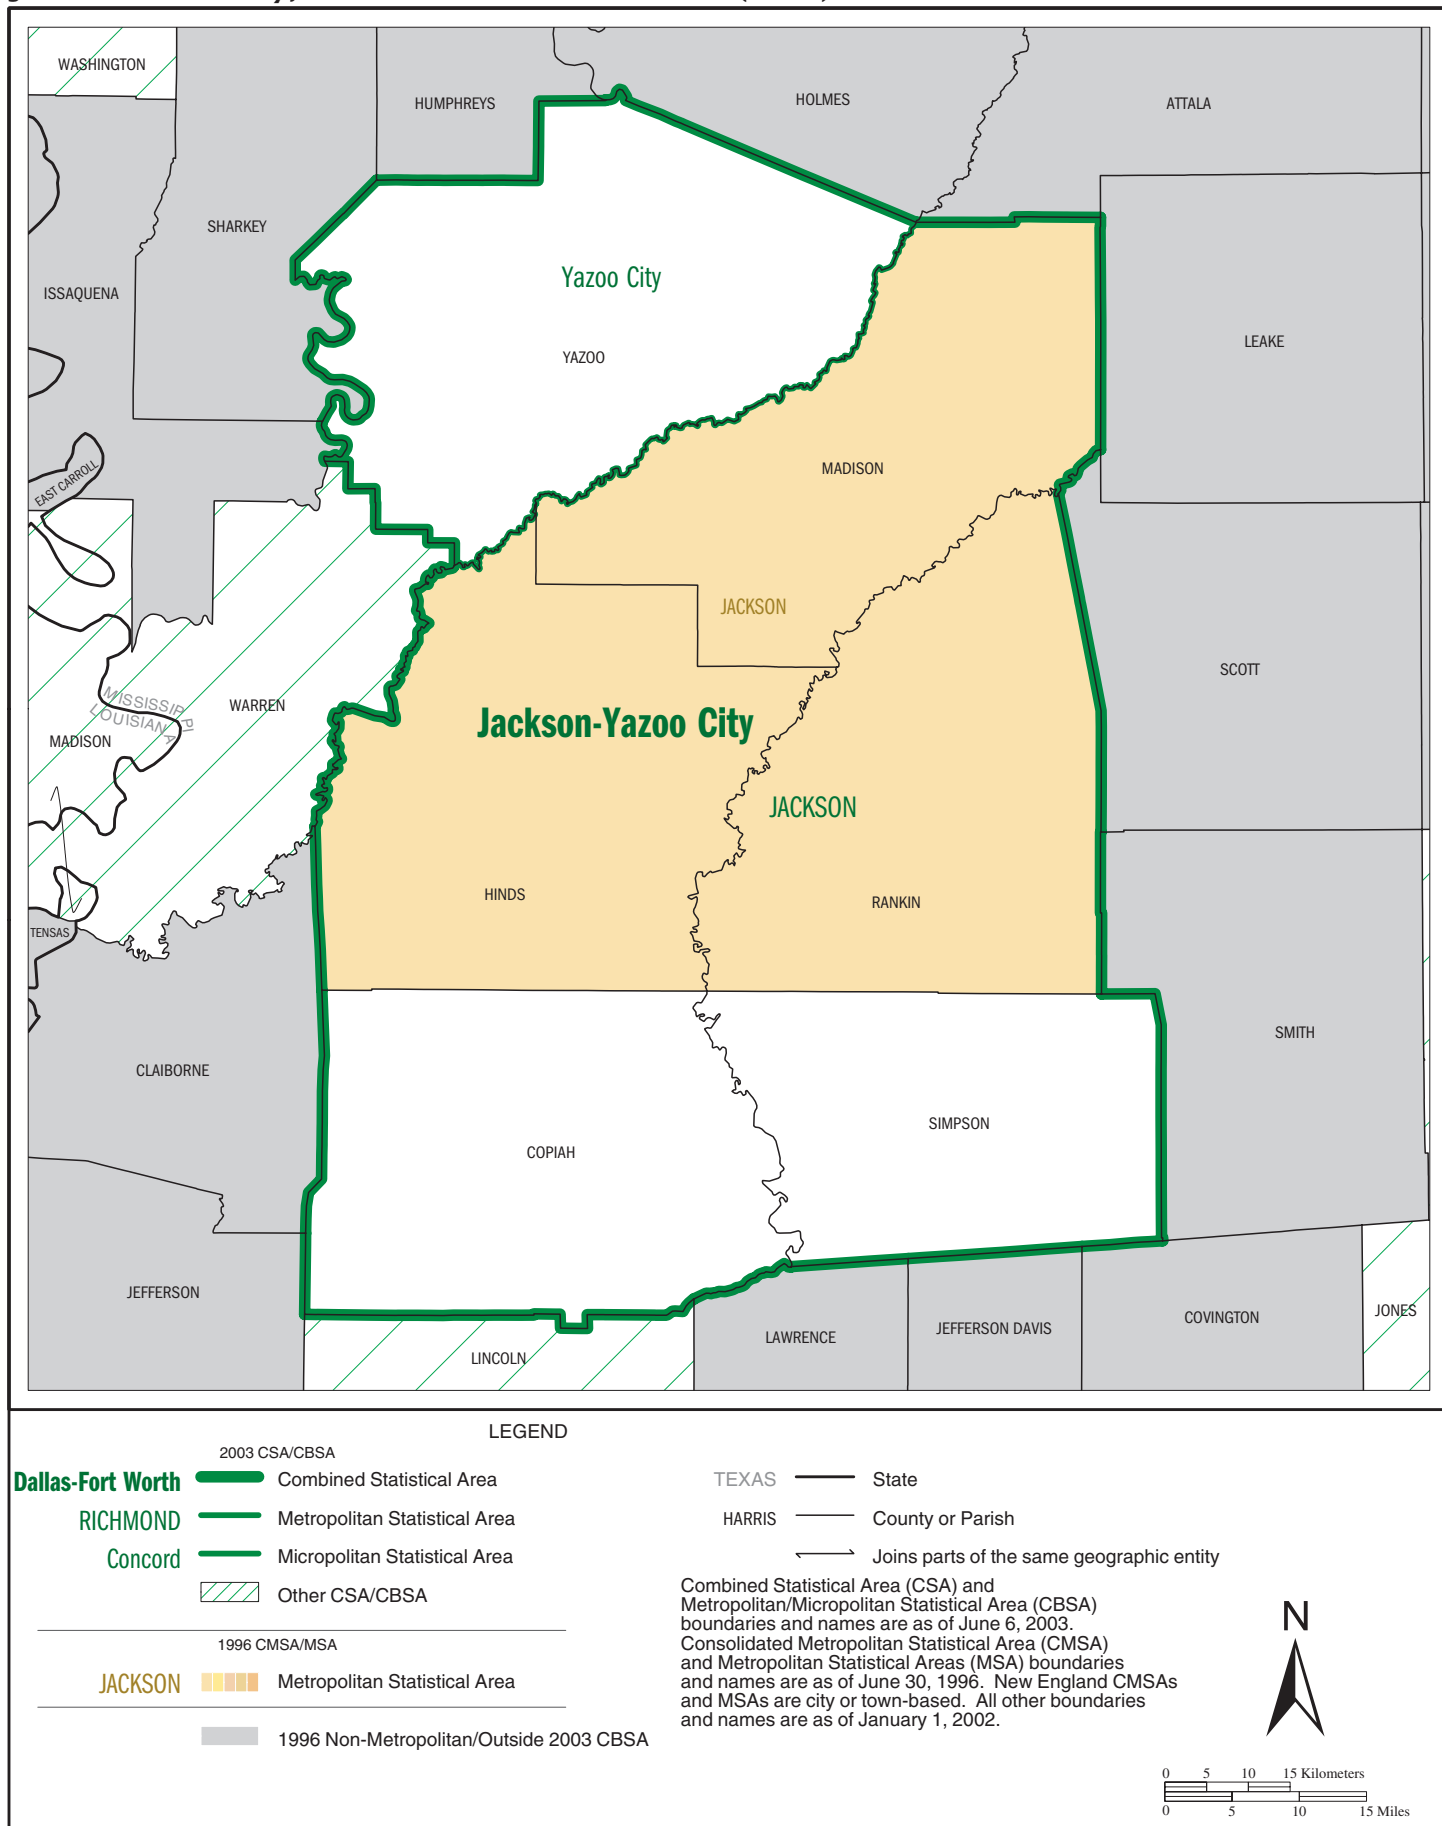 WASHINGTON
HUMPHREYS
HOLMES
ATTALA
SHARKEY
ISSAQUENA
Yazoo City
YAZOO
LEAKE
MADISON
EAST CARROLL
JACKSON
SCOTT
MISSISSIPPI
LOUISIANA
WARREN
MADISON
Jackson-Yazoo City
JACKSON
HINDS
RANKIN
TENSAS
SMITH
CLAIBORNE
SIMPSON
COPIAH
JEFFERSON
JONES
COVINGTON
JEFFERSON DAVIS
LAWRENCE
LINCOLN
LEGEND
2003 CSA/CBSA
Dallas-Fort Worth Combined Statistical Area
RICHMOND Metropolitan Statistical Area
Concord Micropolitan Statistical Area
Other CSA/CBSA
1996 CMSA/MSA
JACKSON Metropolitan Statistical Area
1996 Non-Metropolitan/Outside 2003 CBSA
TEXAS State
HARRIS County or Parish
Joins parts of the same geographic entity
Combined Statistical Area (CSA) and
Metropolitan/Micropolitan Statistical Area (CBSA)
boundaries and names are as of June 6, 2003.
Consolidated Metropolitan Statistical Area (CMSA)
and Metropolitan Statistical Areas (MSA) boundaries
and names are as of June 30, 1996. New England CMSAs
and MSAs are city or town-based. All other boundaries
and names are as of January 1, 2002.
N
0 5 10 15 Kilometers
0 5 10 15 Miles